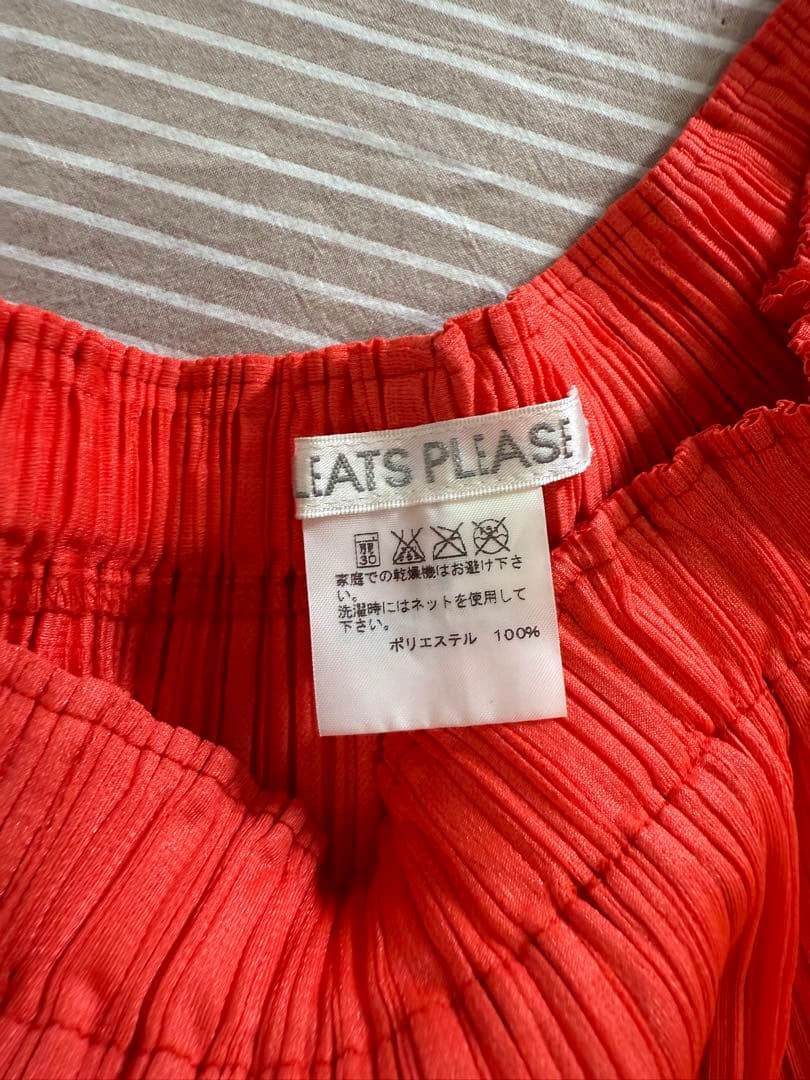 LEATS PLEASE
30
家庭での乾燥機はお避け下さ
い。
洗濯時にはネットを使用して
下さい。
ポリエステル 100%